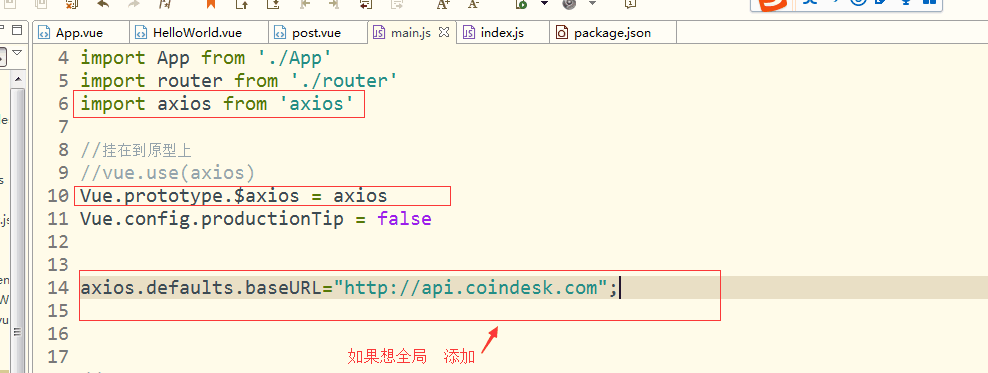 App.vue HelloWorld.vue post.vue main.js index.js package.json
4 import App from './App'
5 import router from './router'
6 import axios from 'axios'
7
8 //挂在到原型上
9 //vue.use(axios)
10 Vue.prototype.$axios = axios
11 Vue.config.productionTip = false
12
13
14 axios.defaults.baseURL="http://api.coindesk.com";
15
16
如果想全局 添加
17